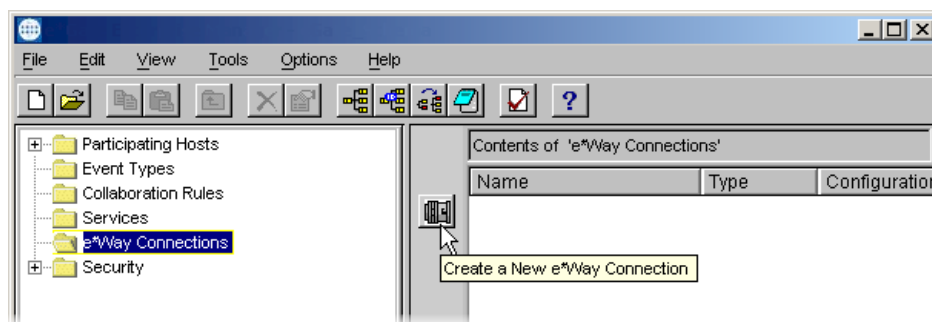 File Edit View Tools Options Help
Participating Hosts
Event Types
Collaboration Rules
Services
e*Way Connections
Security
Contents of 'e*Way Connections'
Name Type Configuration
Create a New e*Way Connection